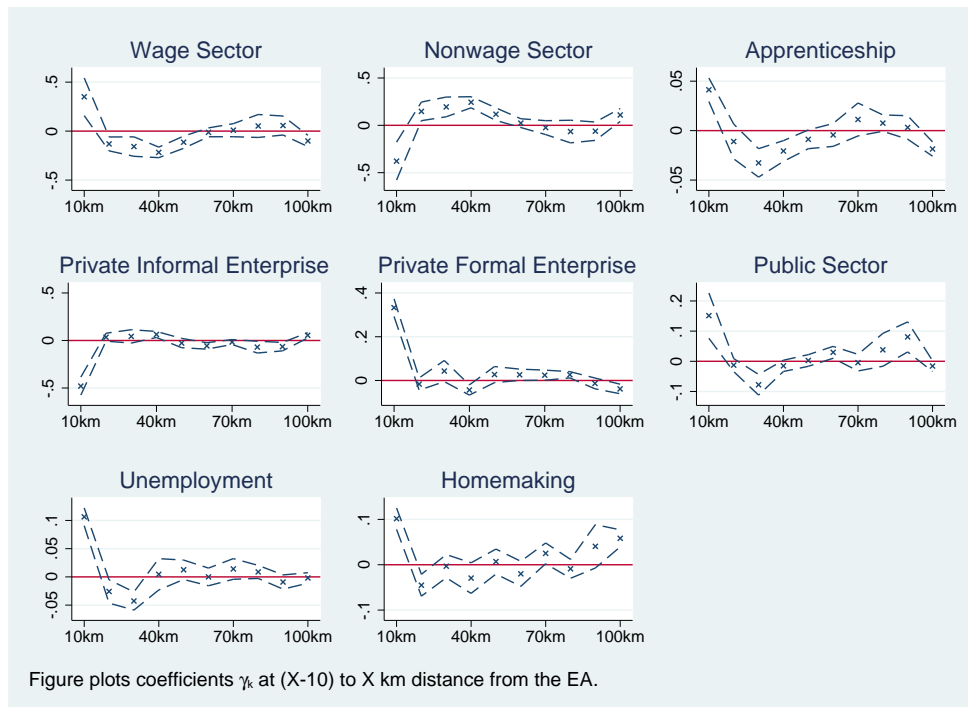 Wage Sector
.5
0
-.5
10km 40km 70km 100km
Nonwage Sector
.5
0
-.5
10km 40km 70km 100km
Apprenticeship
.05
0
-.05
10km 40km 70km 100km
Private Informal Enterprise
.5
0
-.5
10km 40km 70km 100km
Private Formal Enterprise
.4
.2
0
10km 40km 70km 100km
Public Sector
.2
.1
0
-.1
10km 40km 70km 100km
Unemployment
.1
.05
0
-.05
10km 40km 70km 100km
Homemaking
.1
0
-.1
10km 40km 70km 100km
Figure plots coefficients γk at (X-10) to X km distance from the EA.